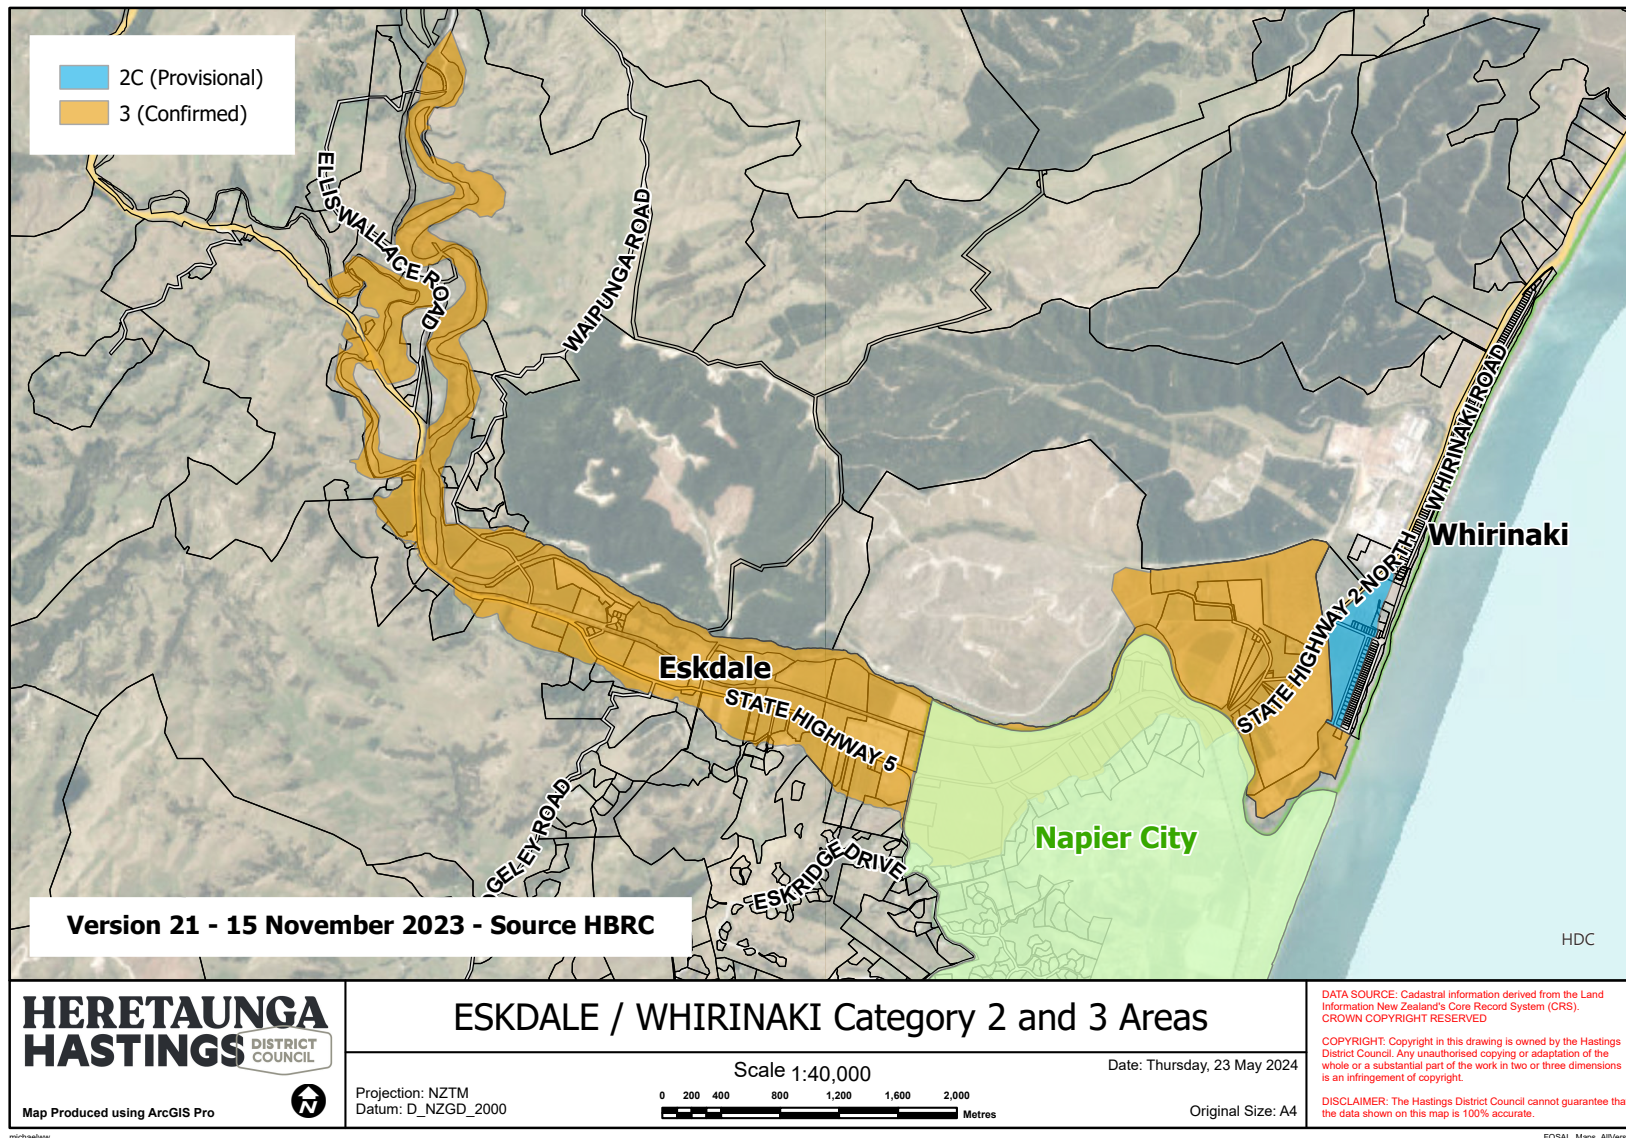 2C (Provisional)
3 (Confirmed)
ELLIS WALLACE ROAD
WAIPUNGA ROAD
WHIRINAKI ROAD
Whirinaki
STATE HIGHWAY 2 NORTH
Eskdale
STATE HIGHWAY 5
Napier City
GELEY ROAD
ESKRIDGE DRIVE
Version 21 - 15 November 2023 - Source HBRC
HDC
HERETAUNGA
HASTINGS
DISTRICT
COUNCIL
Map Produced using ArcGIS Pro
N
ESKDALE / WHIRINAKI Category 2 and 3 Areas
Projection: NZTM
Datum: D_NZGD_2000
Scale 1:40,000
0 200 400 800 1,200 1,600 2,000
Metres
Date: Thursday, 23 May 2024
Original Size: A4
DATA SOURCE: Cadastral information derived from the Land
Information New Zealand's Core Record System (CRS).
CROWN COPYRIGHT RESERVED
COPYRIGHT: Copyright in this drawing is owned by the Hastings
District Council. Any unauthorised copying or adaptation of the
whole or a substantial part of the work in two or three dimensions
is an infringement of copyright.
DISCLAIMER: The Hastings District Council cannot guarantee tha
the data shown on this map is 100% accurate.